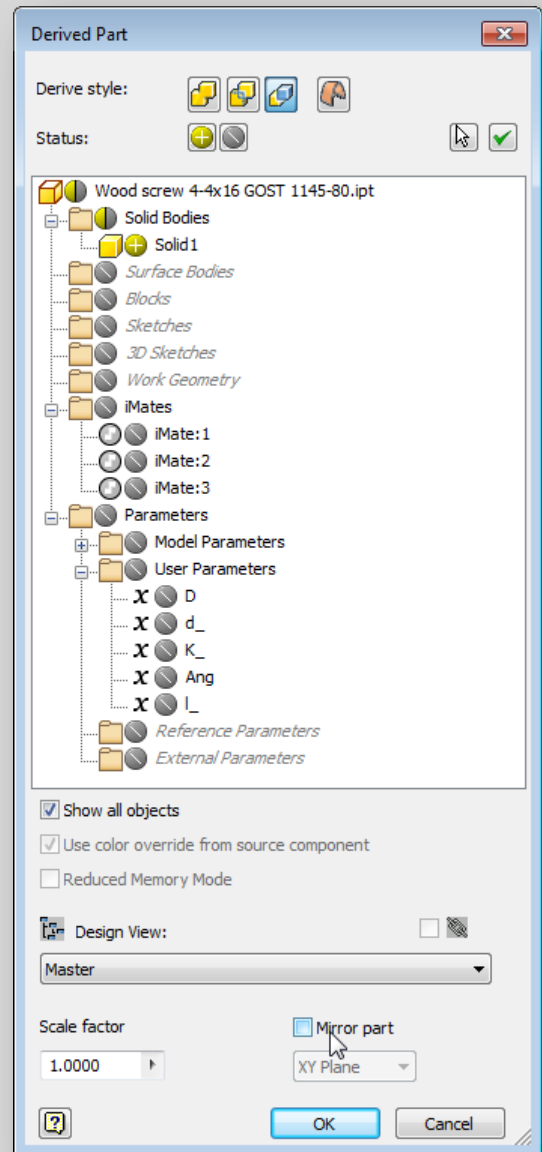 Derived Part
Derive style:
Status:
Wood screw 4-4x16 GOST 1145-80.ipt
Solid Bodies
Solid1
Surface Bodies
Blocks
Sketches
3D Sketches
Work Geometry
iMates
iMate:1
iMate:2
iMate:3
Parameters
Model Parameters
User Parameters
x D
x d_
x K_
x Ang
x l_
Reference Parameters
External Parameters
Show all objects
Use color override from source component
Reduced Memory Mode
Design View:
Master
Scale factor
Mirror part
1.0000
XY Plane
OK
Cancel